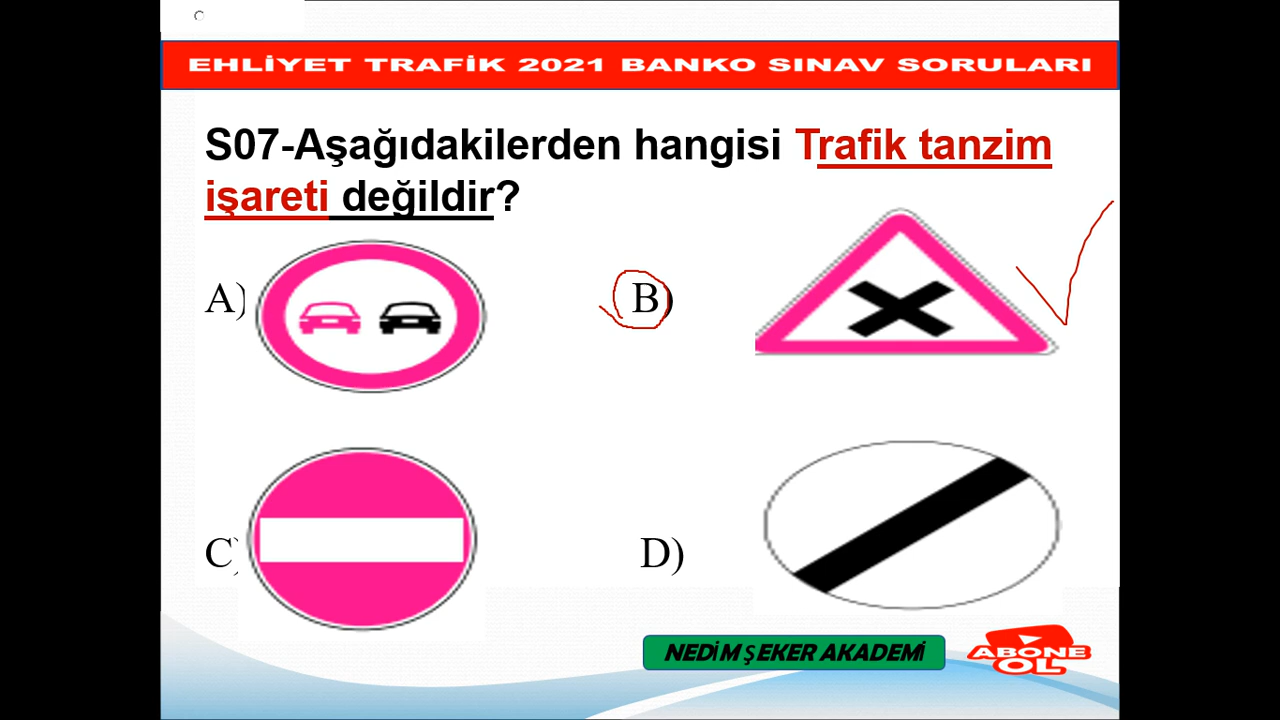 EHLİYET TRAFİK 2021 BANKO SINAV SORULARI
S07-Aşağıdakilerden hangisi Trafik tanzim
işareti değildir?
A)
B)
C)
D)
NEDİM ŞEKER AKADEMİ
ABONE
OL